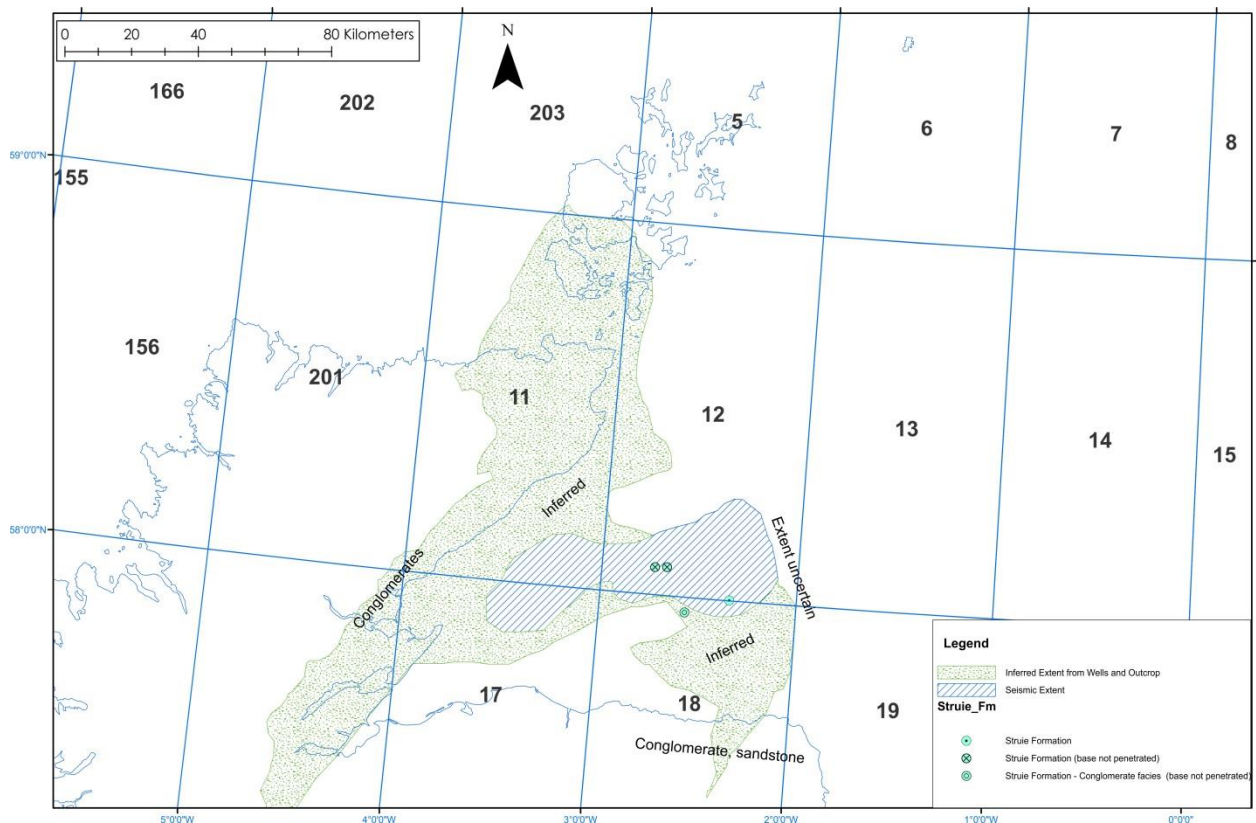 0 20 40 80 Kilometers
N
166
202
203
5
6
7
8
59°0'0"N
155
156
201
11
12
13
14
15
58°0'0"N
Inferred
Extent uncertain
Conglomerates
Inferred
17
18
19
Conglomerate, sandstone
Legend
Inferred Extent from Wells and Outcrop
Seismic Extent
Struie_Fm
Struie Formation
Struie Formation (base not penetrated)
Struie Formation - Conglomerate facies (base not penetrated)
5°0'0"W 4°0'0"W 3°0'0"W 2°0'0"W 1°0'0"W 0°0'0"